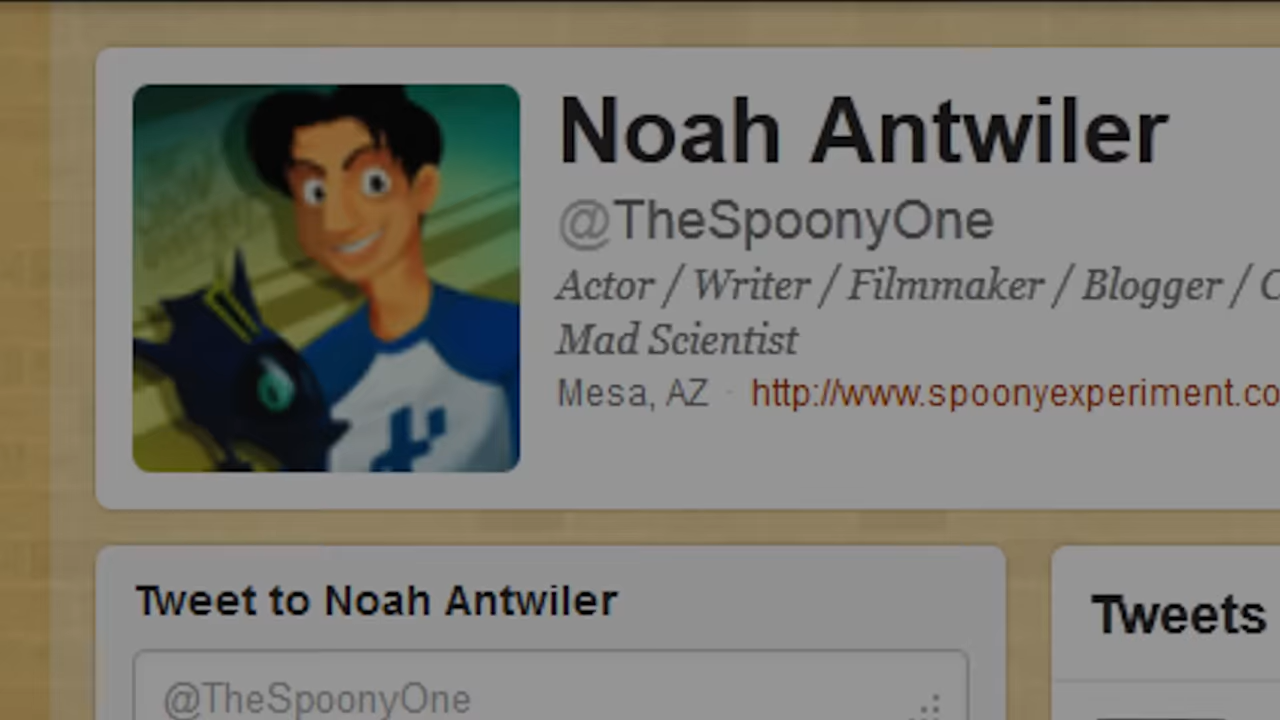 Noah Antwiler
@TheSpoonyOne
Actor / Writer / Filmmaker / Blogger / C
Mad Scientist
Mesa, AZ · http://www.spoonyexperiment.co
Tweet to Noah Antwiler
Tweets
@TheSpoonyOne